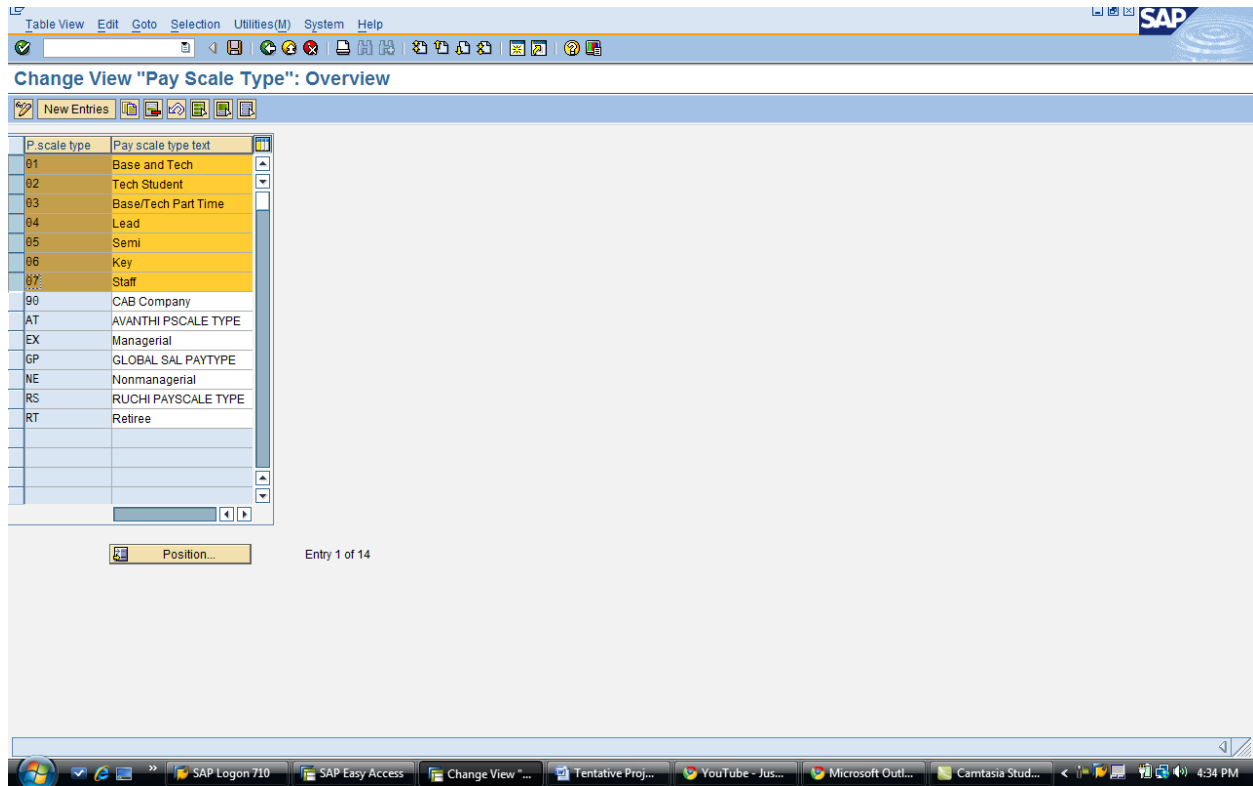 Table View Edit Goto Selection Utilities(M) System Help
SAP
Change View "Pay Scale Type": Overview
New Entries
P.scale type Pay scale type text
01 Base and Tech
02 Tech Student
03 Base/Tech Part Time
04 Lead
05 Semi
06 Key
07 Staff
90 CAB Company
AT AVANTHI PSCALE TYPE
EX Managerial
GP GLOBAL SAL PAYTYPE
NE Nonmanagerial
RS RUCHI PAYSCALE TYPE
RT Retiree
Position... Entry 1 of 14
SAP Logon 710 SAP Easy Access Change View "... Tentative Proj... YouTube - Jus... Microsoft Outl... Camtasia Stud... 4:34 PM